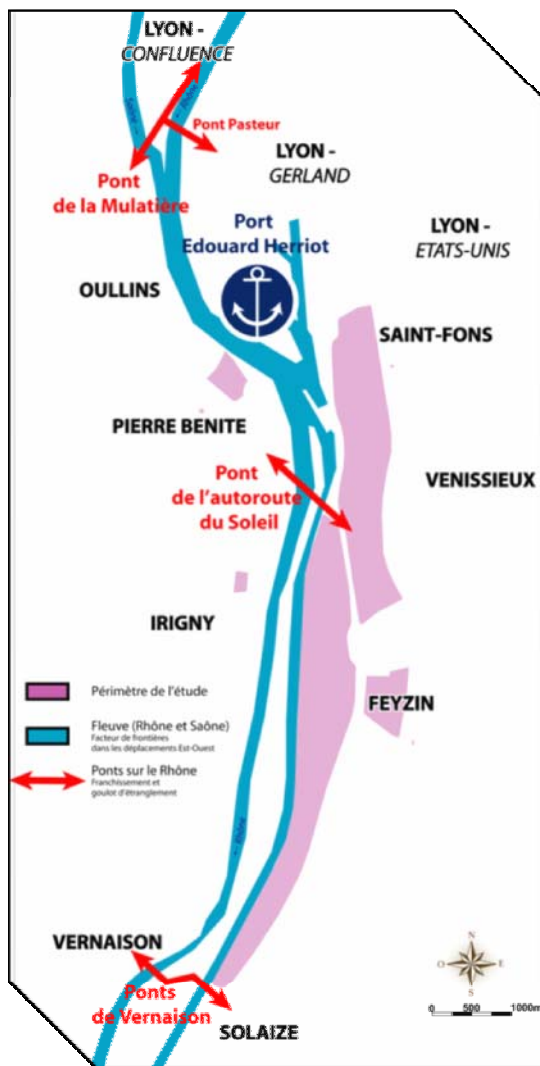 LYON -
CONFLUENCE
Saône
← Rhône
Pont Pasteur
LYON -
GERLAND
Pont
de la Mulatière
Port
Edouard Herriot
LYON -
ETATS-UNIS
OULLINS
SAINT-FONS
PIERRE BENITE
Pont
de l'autoroute
du Soleil
VENISSIEUX
IRIGNY
Périmètre de l'étude
FEYZIN
Fleuve (Rhône et Saône)
Facteur de frontières
dans les déplacements Est-Ouest
Ponts sur le Rhône
Franchissement et
goulot d'étranglement
← Rhône
VERNAISON
N
O
E
S
Ponts
de Vernaison
0 500 1000m
SOLAIZE